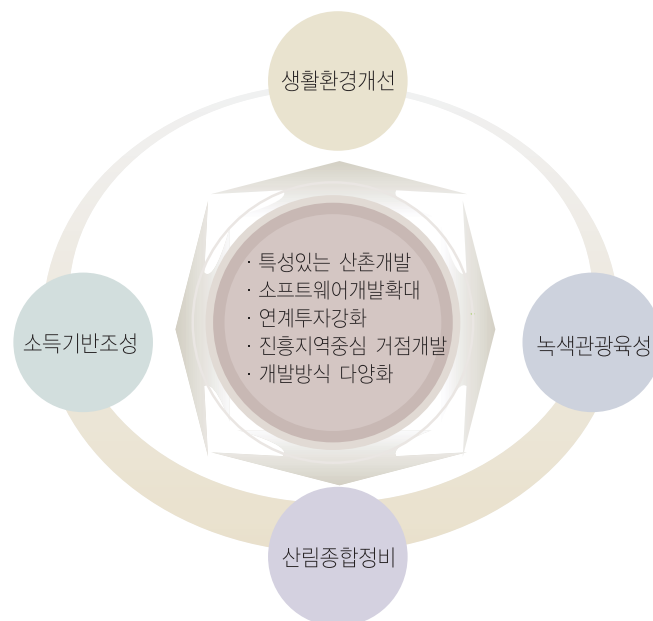 생활환경개선
· 특성있는 산촌개발
· 소프트웨어개발확대
· 연계투자강화
· 진흥지역중심 거점개발
· 개발방식 다양화
소득기반조성
녹색관광육성
산림종합정비